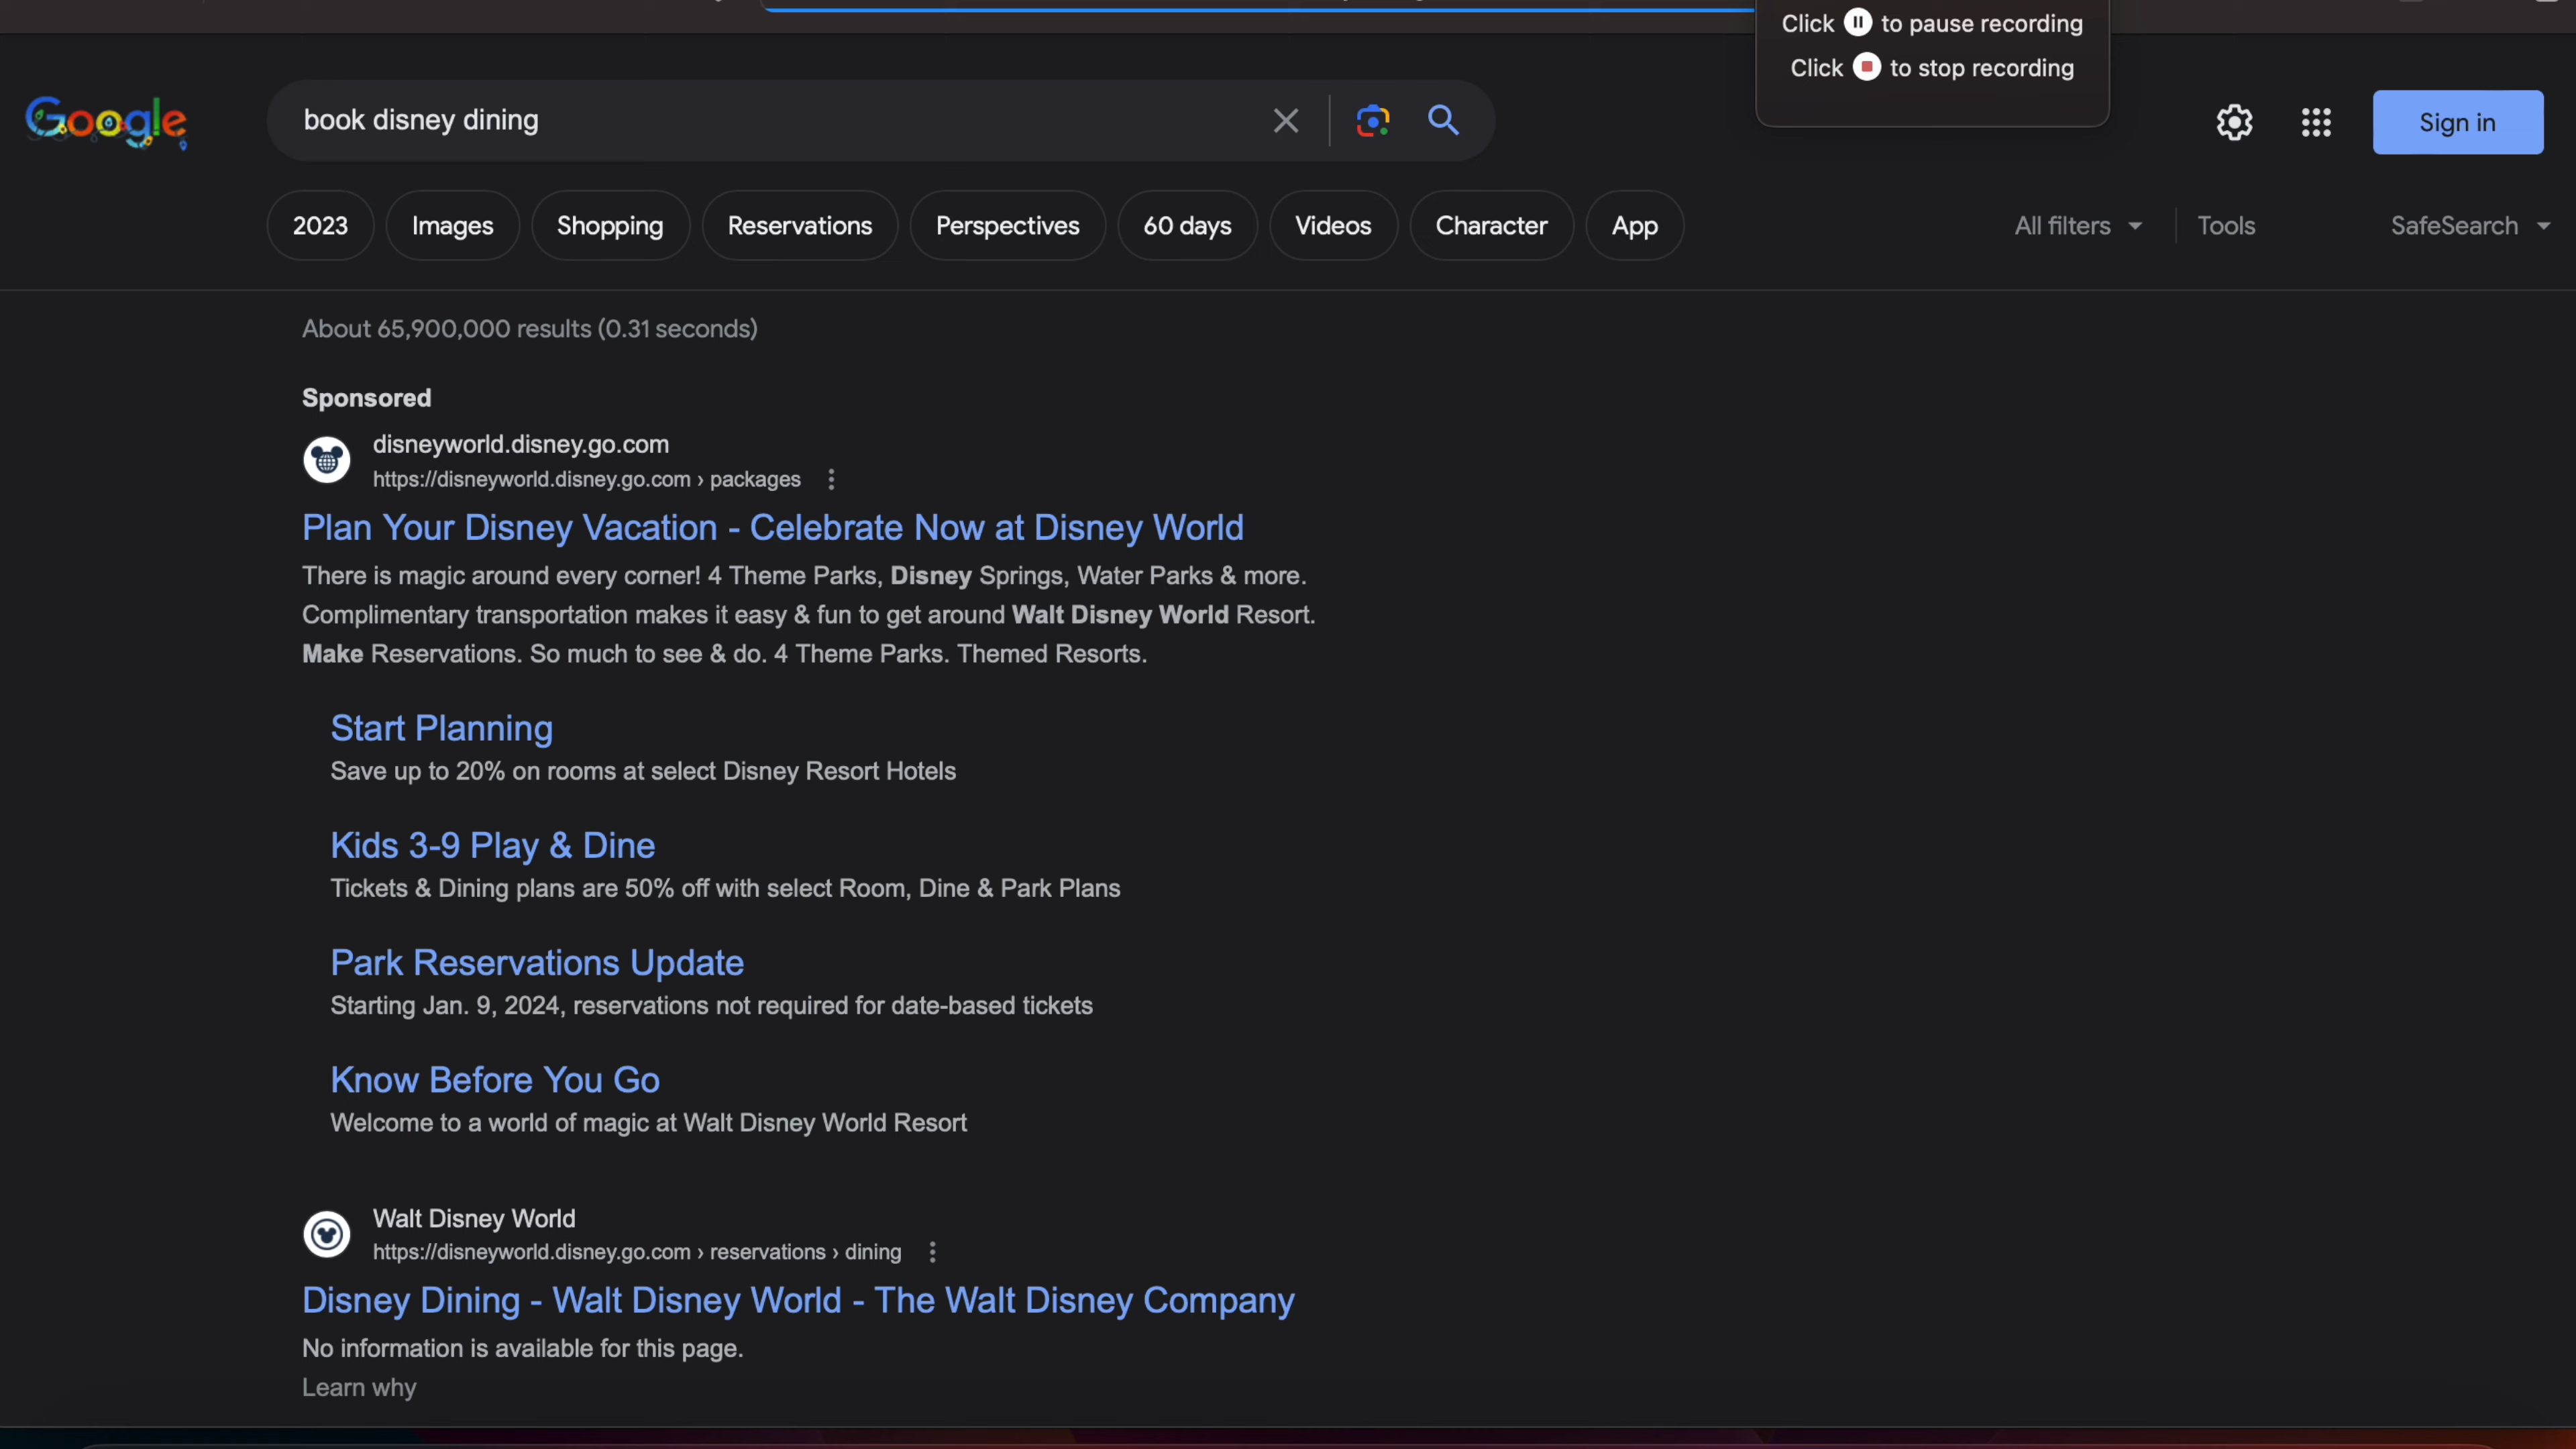 Click to pause recording
Click to stop recording
Google
book disney dining
Sign in
2023
Images
Shopping
Reservations
Perspectives
60 days
Videos
Character
App
All filters
Tools
SafeSearch
About 65,900,000 results (0.31 seconds)
Sponsored
disneyworld.disney.go.com
https://disneyworld.disney.go.com › packages
Plan Your Disney Vacation - Celebrate Now at Disney World
There is magic around every corner! 4 Theme Parks, Disney Springs, Water Parks & more.
Complimentary transportation makes it easy & fun to get around Walt Disney World Resort.
Make Reservations. So much to see & do. 4 Theme Parks. Themed Resorts.
Start Planning
Save up to 20% on rooms at select Disney Resort Hotels
Kids 3-9 Play & Dine
Tickets & Dining plans are 50% off with select Room, Dine & Park Plans
Park Reservations Update
Starting Jan. 9, 2024, reservations not required for date-based tickets
Know Before You Go
Welcome to a world of magic at Walt Disney World Resort
Walt Disney World
https://disneyworld.disney.go.com › reservations › dining
Disney Dining - Walt Disney World - The Walt Disney Company
No information is available for this page.
Learn why